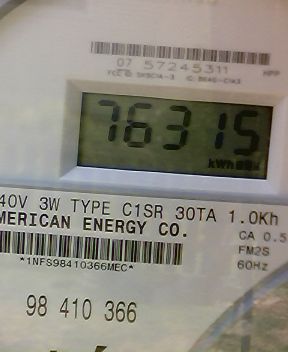 07 57245311
76315
kWh
40V 3W TYPE C1SR 30TA 1.0Kh
MERICAN ENERGY CO.
CA 0.5
FM2S
60Hz
*1NFS98410366MEC*
98 410 366